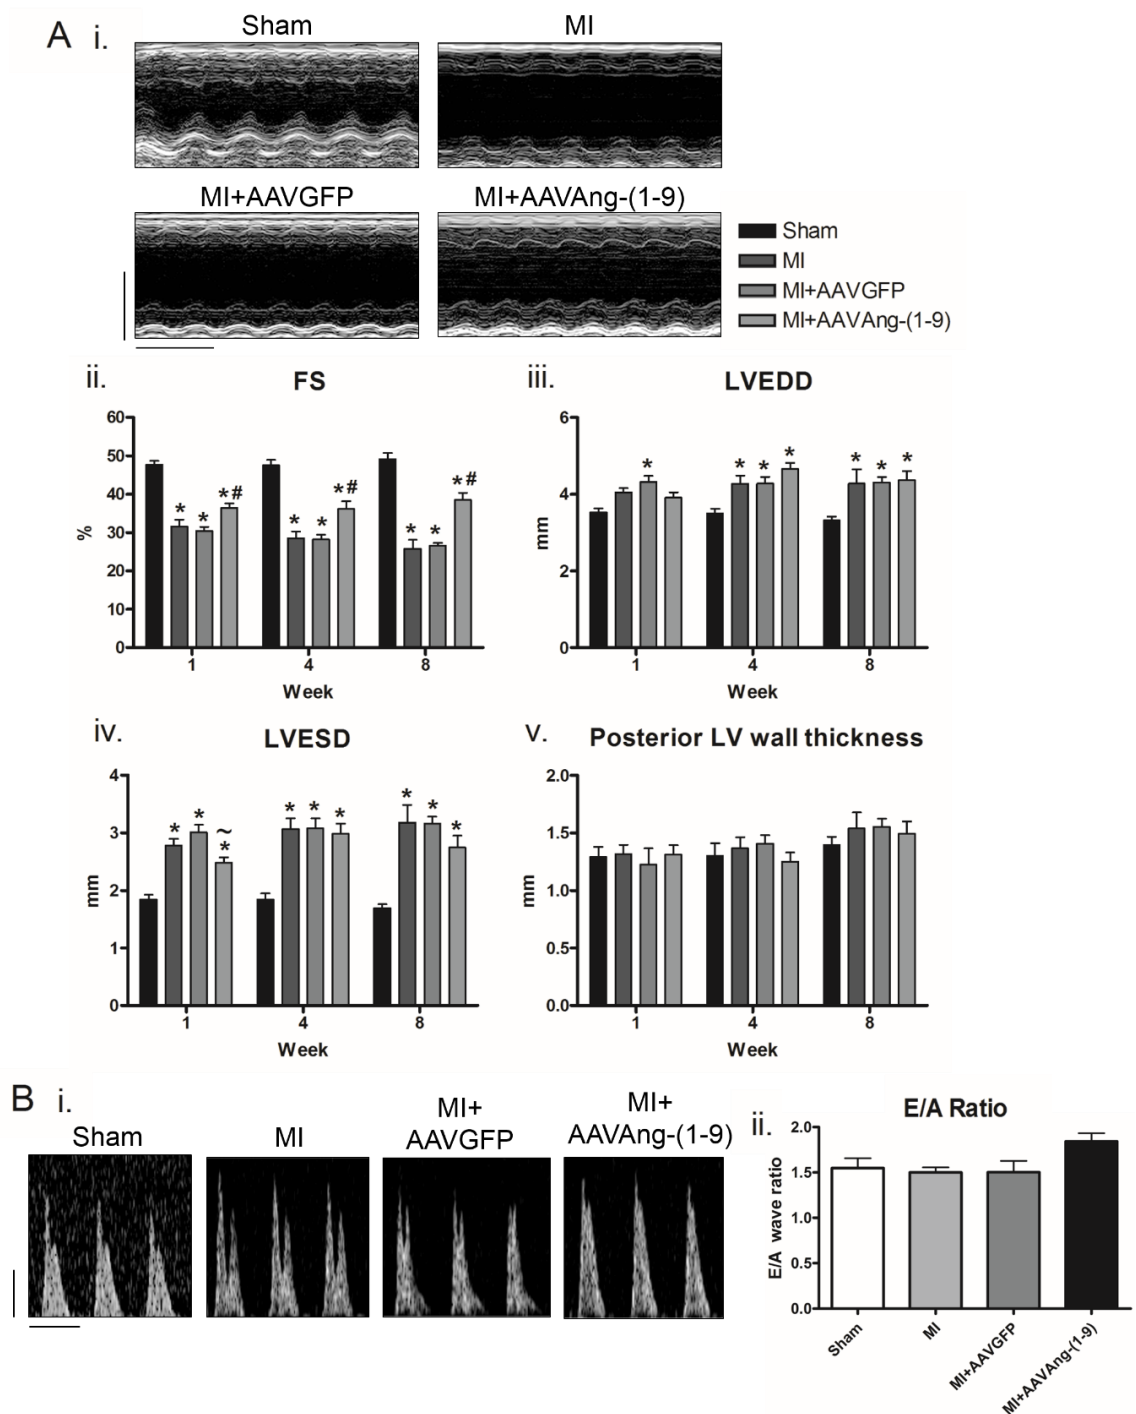 A i.
Sham
MI
MI+AAVGFP
MI+AAVAng-(1-9)
Sham
MI
MI+AAVGFP
MI+AAVAng-(1-9)
ii.
FS
60
50
40
30
20
10
0
%
* * *#
* * *#
* * *#
1 4 8
Week
iii.
LVEDD
6
4
2
0
mm
*
* * *
* * *
1 4 8
Week
iv.
LVESD
4
3
2
1
0
mm
* * ~ *
* * *
* * *
1 4 8
Week
v.
Posterior LV wall thickness
2.0
1.5
1.0
0.5
0.0
mm
1 4 8
Week
B i.
Sham
MI
MI+
AAVGFP
MI+
AAVAng-(1-9)
ii.
E/A Ratio
2.0
1.5
1.0
0.0
E/A wave ratio
Sham
MI
MI+AAVGFP
MI+AAVAng-(1-9)